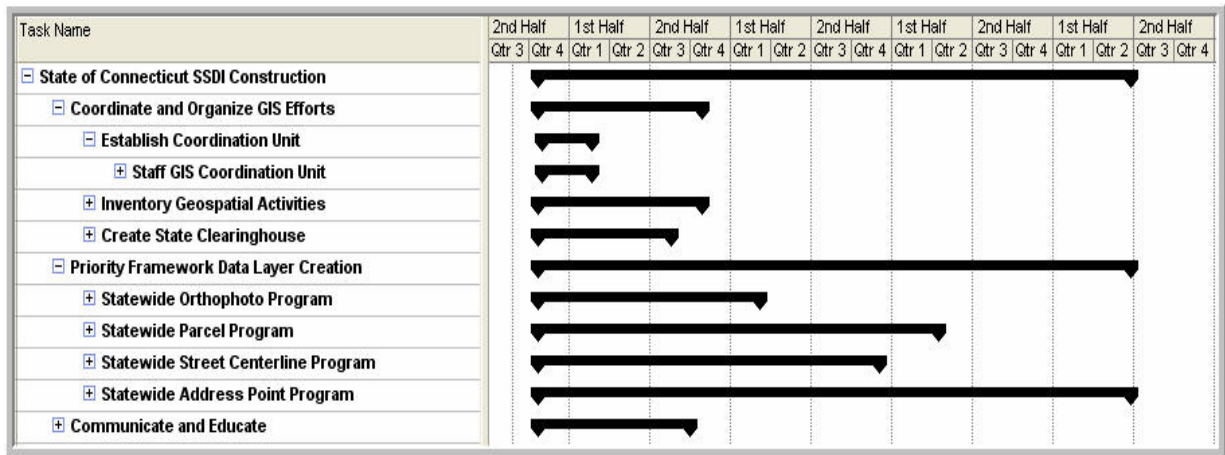 Task Name
2nd Half 1st Half 2nd Half 1st Half 2nd Half 1st Half 2nd Half 1st Half 2nd Half
Qtr 3 Qtr 4 Qtr 1 Qtr 2 Qtr 3 Qtr 4 Qtr 1 Qtr 2 Qtr 3 Qtr 4 Qtr 1 Qtr 2 Qtr 3 Qtr 4 Qtr 1 Qtr 2 Qtr 3 Qtr 4
State of Connecticut SSDI Construction
Coordinate and Organize GIS Efforts
Establish Coordination Unit
Staff GIS Coordination Unit
Inventory Geospatial Activities
Create State Clearinghouse
Priority Framework Data Layer Creation
Statewide Orthophoto Program
Statewide Parcel Program
Statewide Street Centerline Program
Statewide Address Point Program
Communicate and Educate